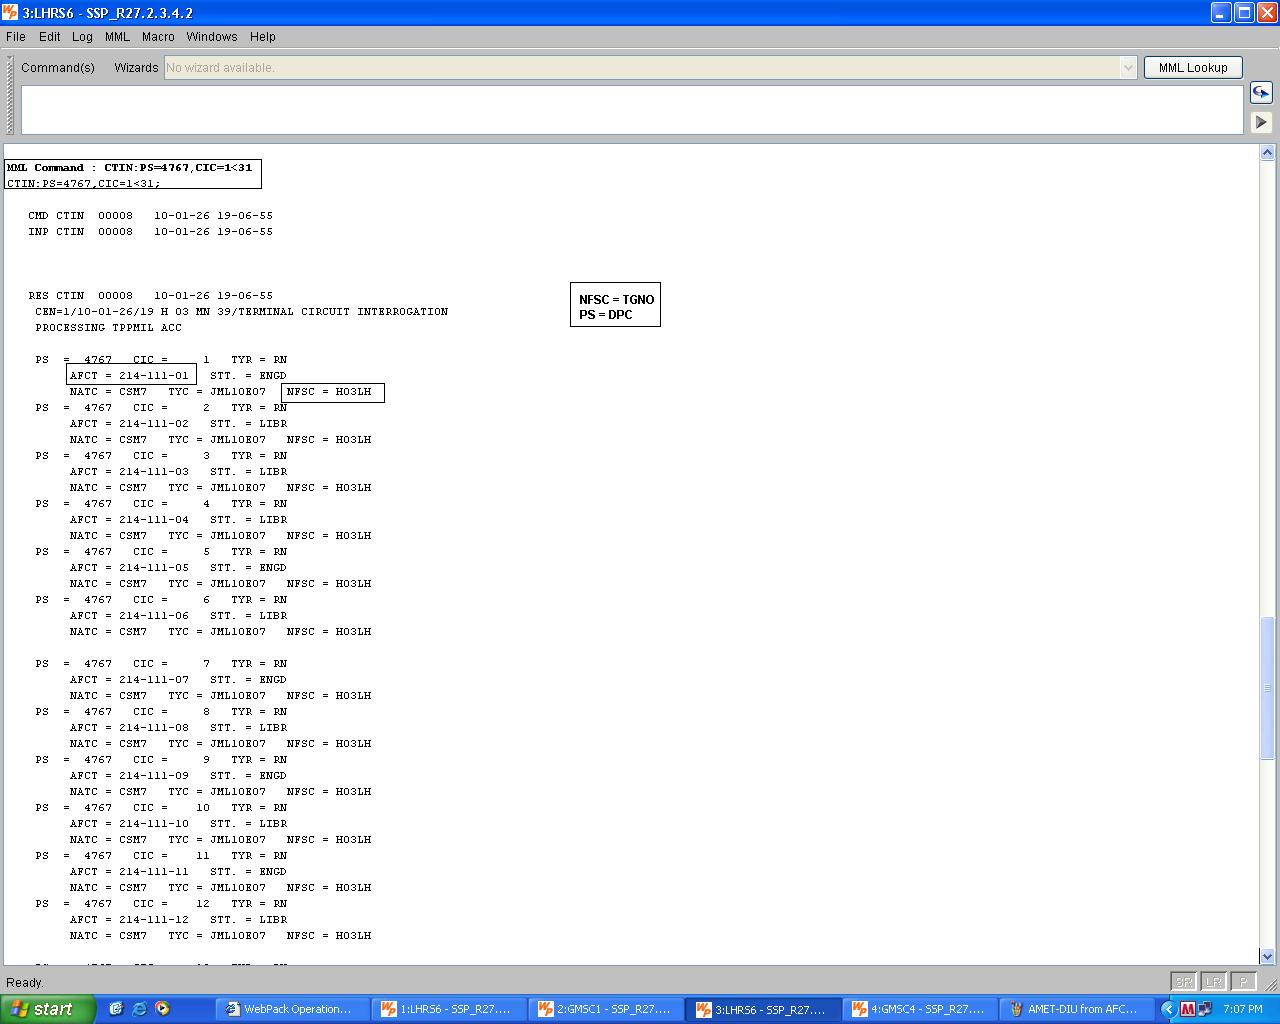 3:LHRS6 - SSP_R27.2.3.4.2
File Edit Log MML Macro Windows Help
Command(s) Wizards No wizard available. MML Lookup
MML Command : CTIN:PS=4767,CIC=1<31
CTIN:PS=4767,CIC=1<31;
CMD CTIN 00008 10-01-26 19-06-55
INP CTIN 00008 10-01-26 19-06-55
RES CTIN 00008 10-01-26 19-06-55
CEN=1/10-01-26/19 H 03 MN 39/TERMINAL CIRCUIT INTERROGATION
PROCESSING TPPMIL ACC
NFSC = TGNO
PS = DPC
PS = 4767 CIC = 1 TYR = RN
AFCT = 214-111-01 STT. = ENGD
NATC = CSM7 TYC = JML10E07 NFSC = H03LH
PS = 4767 CIC = 2 TYR = RN
AFCT = 214-111-02 STT. = LIBR
NATC = CSM7 TYC = JML10E07 NFSC = H03LH
PS = 4767 CIC = 3 TYR = RN
AFCT = 214-111-03 STT. = LIBR
NATC = CSM7 TYC = JML10E07 NFSC = H03LH
PS = 4767 CIC = 4 TYR = RN
AFCT = 214-111-04 STT. = LIBR
NATC = CSM7 TYC = JML10E07 NFSC = H03LH
PS = 4767 CIC = 5 TYR = RN
AFCT = 214-111-05 STT. = ENGD
NATC = CSM7 TYC = JML10E07 NFSC = H03LH
PS = 4767 CIC = 6 TYR = RN
AFCT = 214-111-06 STT. = LIBR
NATC = CSM7 TYC = JML10E07 NFSC = H03LH
PS = 4767 CIC = 7 TYR = RN
AFCT = 214-111-07 STT. = ENGD
NATC = CSM7 TYC = JML10E07 NFSC = H03LH
PS = 4767 CIC = 8 TYR = RN
AFCT = 214-111-08 STT. = LIBR
NATC = CSM7 TYC = JML10E07 NFSC = H03LH
PS = 4767 CIC = 9 TYR = RN
AFCT = 214-111-09 STT. = ENGD
NATC = CSM7 TYC = JML10E07 NFSC = H03LH
PS = 4767 CIC = 10 TYR = RN
AFCT = 214-111-10 STT. = LIBR
NATC = CSM7 TYC = JML10E07 NFSC = H03LH
PS = 4767 CIC = 11 TYR = RN
AFCT = 214-111-11 STT. = ENGD
NATC = CSM7 TYC = JML10E07 NFSC = H03LH
PS = 4767 CIC = 12 TYR = RN
AFCT = 214-111-12 STT. = LIBR
NATC = CSM7 TYC = JML10E07 NFSC = H03LH
Ready. SR LR P
start WebPack Operation... 1:LHRS6 - SSP_R27.... 2:GMSC1 - SSP_R27.... 3:LHRS6 - SSP_R27.... 4:GMSC4 - SSP_R27.... AMET-DIU from AFC... 7:07 PM